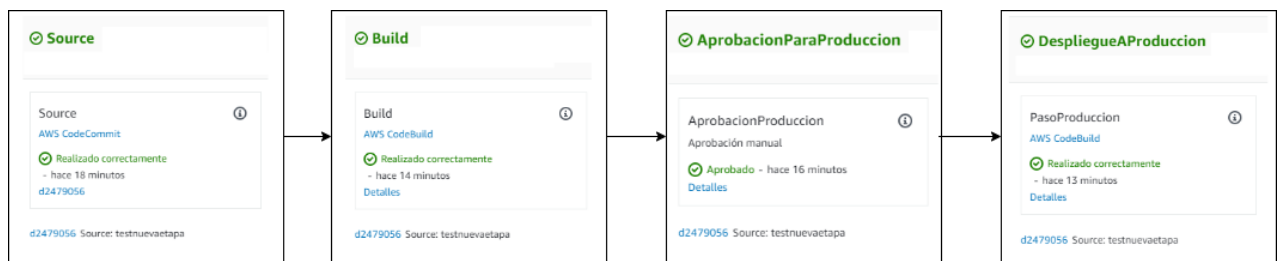 Source
Source
AWS CodeCommit
Realizado correctamente
- hace 18 minutos
d2479056
d2479056 Source: testnuevaetapa
Build
Build
AWS CodeBuild
Realizado correctamente
- hace 14 minutos
Detalles
d2479056 Source: testnuevaetapa
AprobacionParaProduccion
AprobacionProduccion
Aprobación manual
Aprobado - hace 16 minutos
Detalles
d2479056 Source: testnuevaetapa
DespliegueAProduccion
PasoProduccion
AWS CodeBuild
Realizado correctamente
- hace 13 minutos
Detalles
d2479056 Source: testnuevaetapa